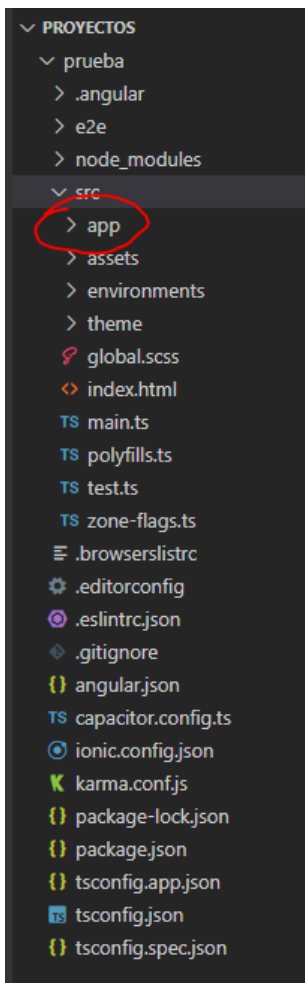 PROYECTOS
prueba
.angular
e2e
node_modules
src
app
assets
environments
theme
global.scss
index.html
TS main.ts
TS polyfills.ts
TS test.ts
TS zone-flags.ts
.browserslistrc
.editorconfig
.eslintrc.json
.gitignore
{} angular.json
TS capacitor.config.ts
ionic.config.json
karma.conf.js
{} package-lock.json
{} package.json
{} tsconfig.app.json
TS tsconfig.json
{} tsconfig.spec.json